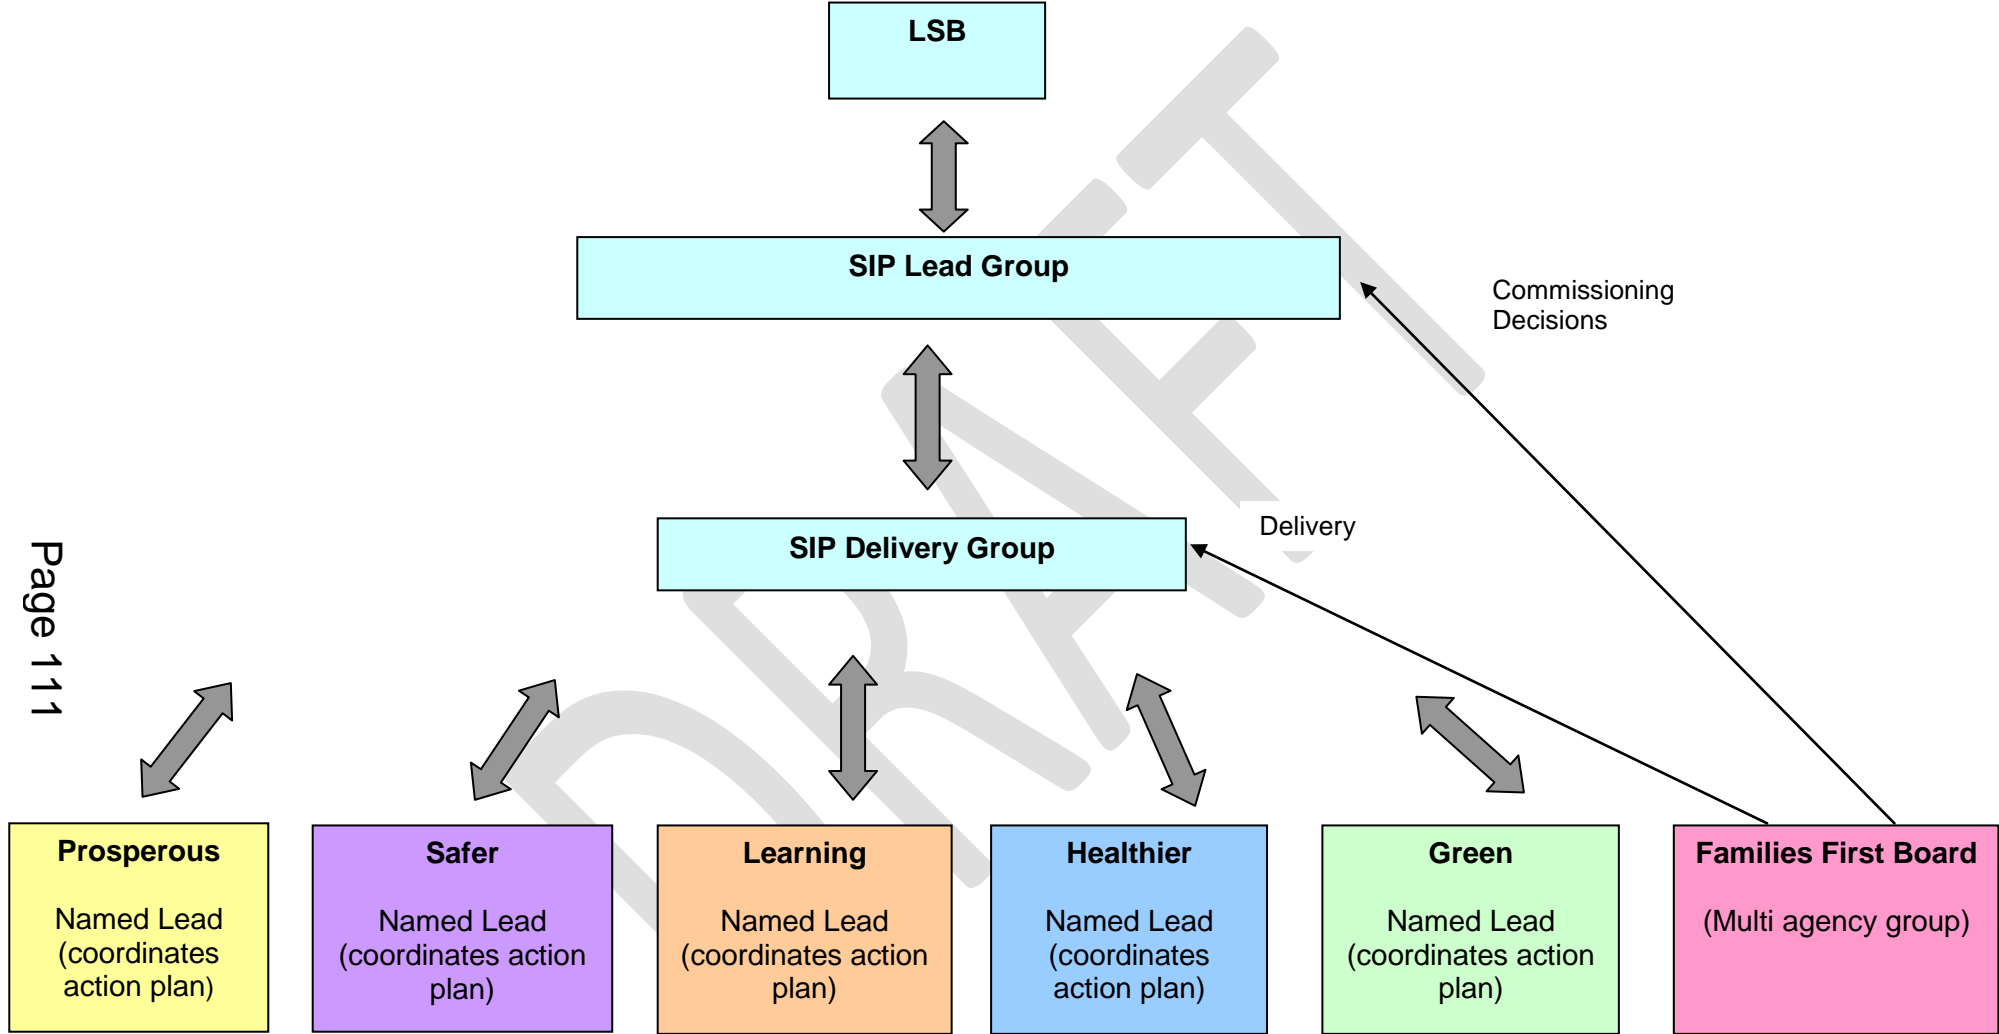 LSB
SIP Lead Group
Commissioning
Decisions
Delivery
SIP Delivery Group
Page 111
Prosperous
Named Lead
(coordinates
action plan)
Safer
Named Lead
(coordinates action
plan)
Learning
Named Lead
(coordinates action
plan)
Healthier
Named Lead
(coordinates
action plan)
Green
Named Lead
(coordinates action
plan)
Families First Board
(Multi agency group)
DRAFT